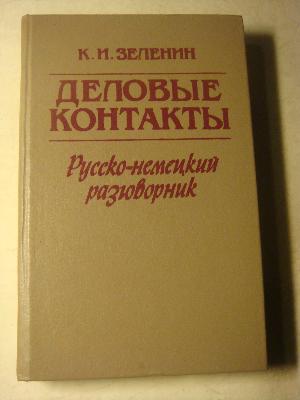 К. И. ЗЕЛЕНИН
ДЕЛОВЫЕ
КОНТАКТЫ
Русско-немецкий
разговорник